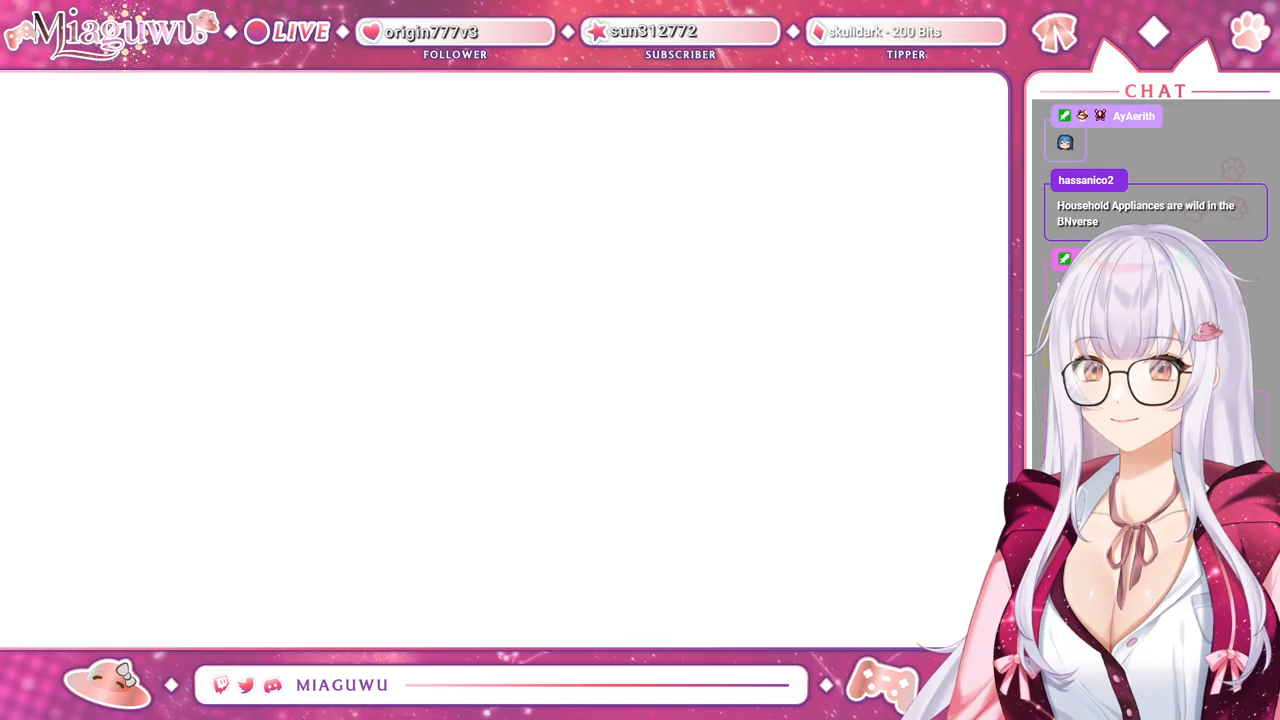 Miaguwu
LIVE
origin777v3
FOLLOWER
sun312772
SUBSCRIBER
skulldark - 200 Bits
TIPPER
CHAT
AyAerith
hassanico2
Household Appliances are wild in the
BNverse
MIAGUWU